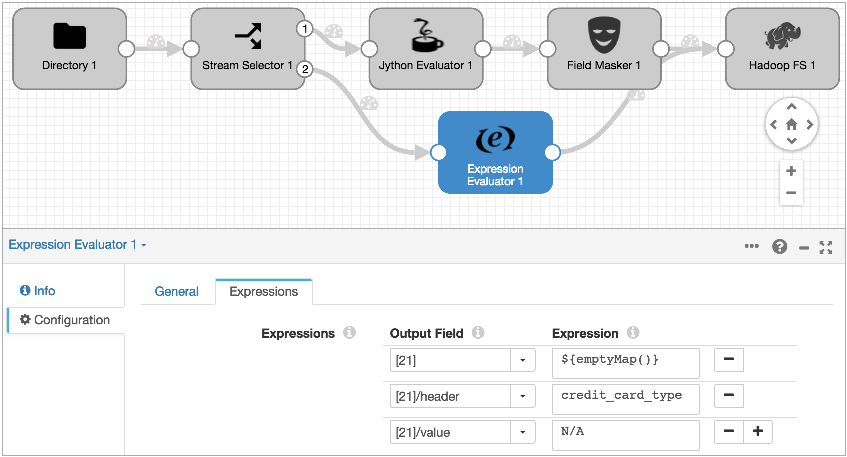 1
2
Directory 1
Stream Selector 1
Jython Evaluator 1
Field Masker 1
Hadoop FS 1
(e)
Expression
Evaluator 1
Expression Evaluator 1
Info
Configuration
General
Expressions
Expressions
Output Field
Expression
[21]
${emptyMap()}
[21]/header
credit_card_type
[21]/value
N/A